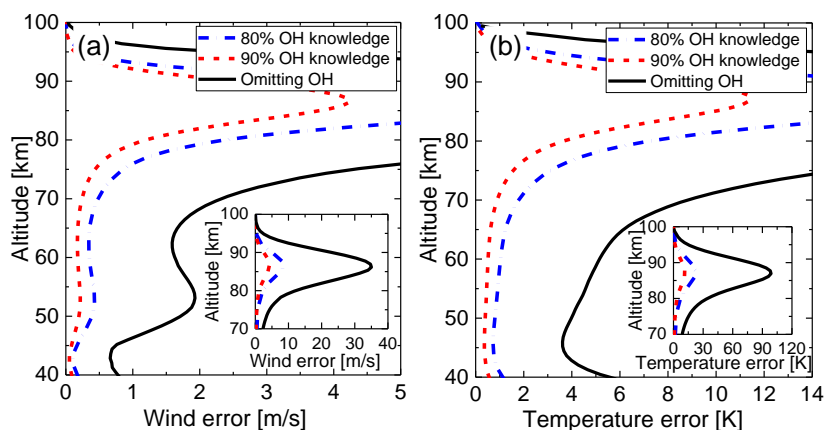 (a)
80% OH knowledge
90% OH knowledge
Omitting OH
Altitude [km]
100
90
80
70
60
50
40
0 1 2 3 4 5
Wind error [m/s]
Altitude [km]
100
90
80
70
0 10 20 30 40
Wind error [m/s]
(b)
80% OH knowledge
90% OH knowledge
Omitting OH
Altitude [km]
100
90
80
70
60
50
40
0 2 4 6 8 10 12 14
Temperature error [K]
Altitude [km]
100
90
80
70
0 30 60 90 120
Temperature error [K]